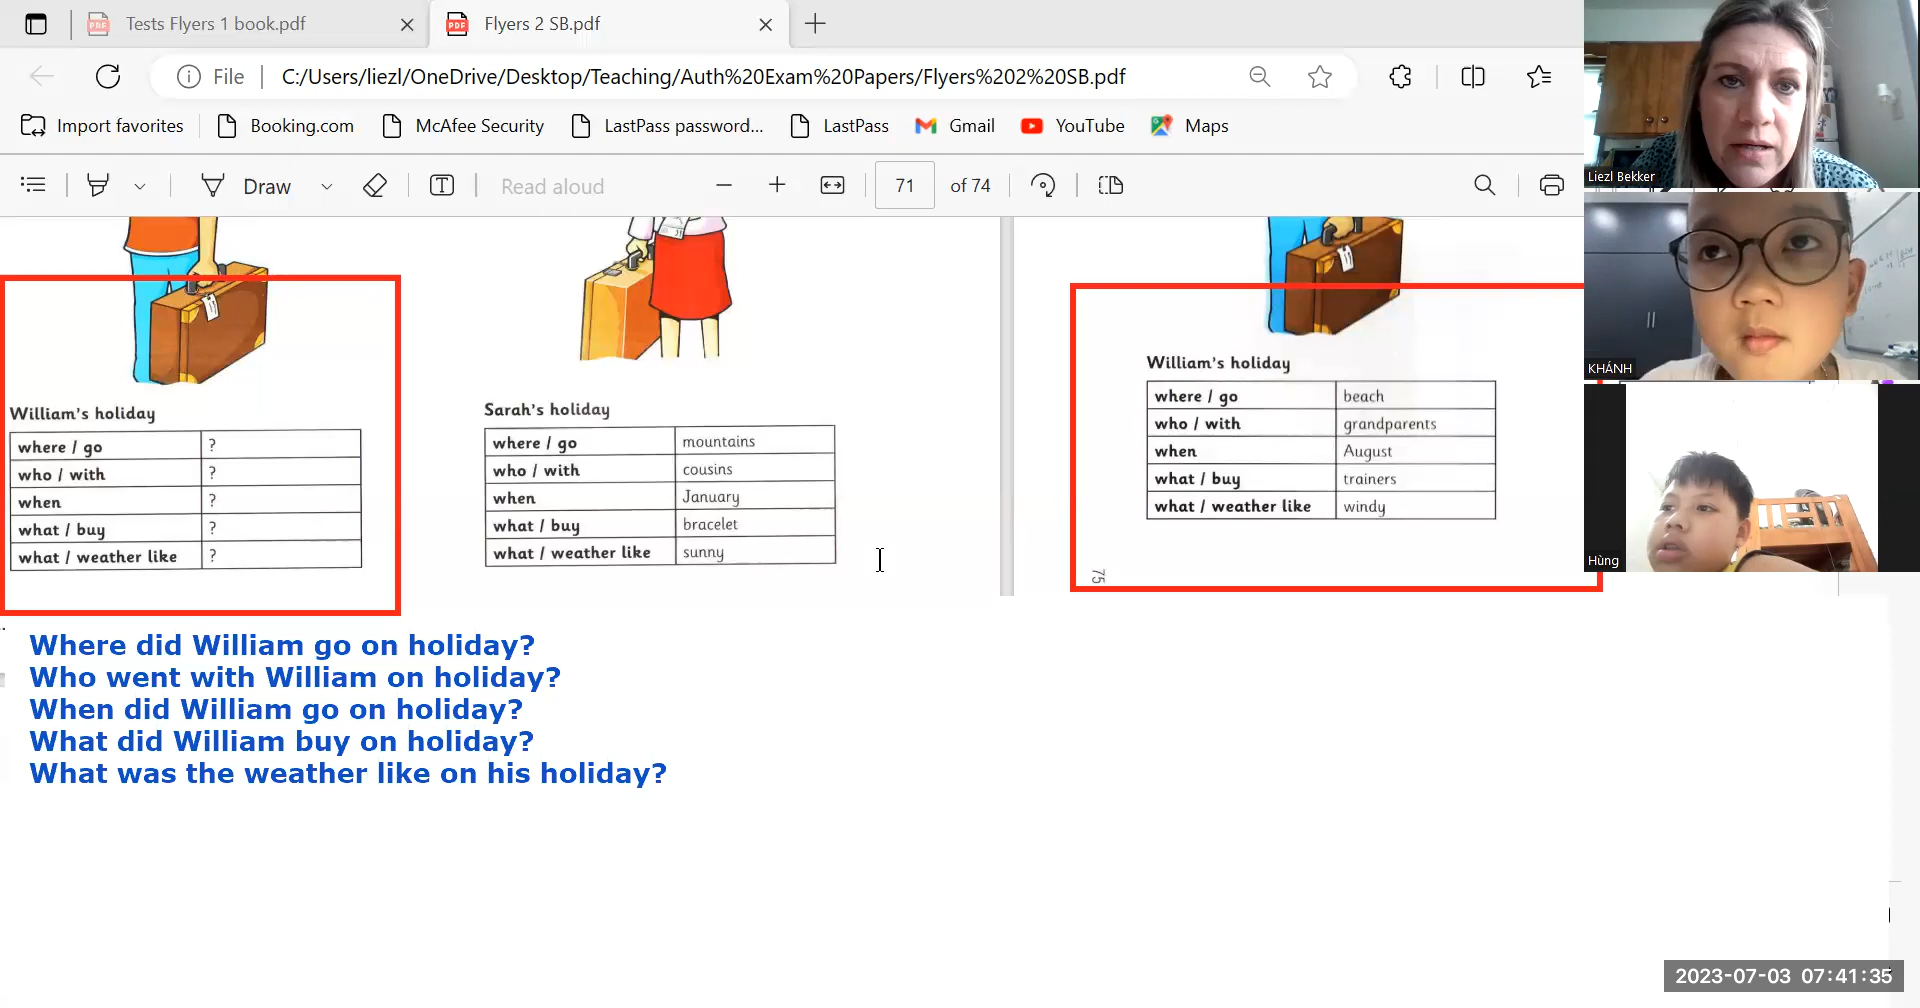 Tests Flyers 1 book.pdf
Flyers 2 SB.pdf
File
C:/Users/liezl/OneDrive/Desktop/Teaching/Auth%20Exam%20Papers/Flyers%202%20SB.pdf
Import favorites
Booking.com
McAfee Security
LastPass password...
LastPass
Gmail
YouTube
Maps
Draw
Read aloud
71
of 74
William's holiday
where / go ?
who / with ?
when ?
what / buy ?
what / weather like ?
Sarah's holiday
where / go mountains
who / with cousins
when January
what / buy bracelet
what / weather like sunny
William's holiday
where / go beach
who / with grandparents
when August
what / buy trainers
what / weather like windy
75
Where did William go on holiday?
Who went with William on holiday?
When did William go on holiday?
What did William buy on holiday?
What was the weather like on his holiday?
Liezl Bekker
KHÁNH
Hùng
2023-07-03 07:41:35